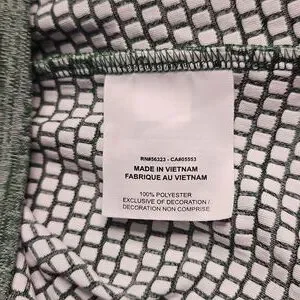 RN#56323 - CA#05553
MADE IN VIETNAM
FABRIQUE AU VIETNAM
100% POLYESTER
EXCLUSIVE OF DECORATION /
DECORATION NON COMPRISE